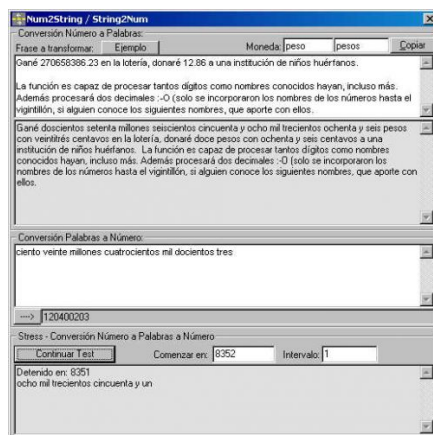 Num2String / String2Num
Conversión Número a Palabras:
Frase a transformar: Ejemplo Moneda: peso pesos Copiar
Gané 270658386.23 en la lotería, donaré 12.86 a una institución de niños huérfanos.
La función es capaz de procesar tantos dígitos como nombres conocidos hayan, incluso más.
Además procesará dos decimales :-O (solo se incorporaron los nombres de los números hasta el
vigintillón, si alguien conoce los siguientes nombres, que aporte con ellos.
Gané doscientos setenta millones seiscientos cincuenta y ocho mil trecientos ochenta y seis pesos
con veintitrés centavos en la lotería, donaré doce pesos con ochenta y seis centavos a una
institución de niños huérfanos. La función es capaz de procesar tantos dígitos como nombres
conocidos hayan, incluso más. Además procesará dos decimales :-O (solo se incorporaron los
nombres de los números hasta el vigintillón, si alguien conoce los siguientes nombres, que aporte con
ellos.
Conversión Palabras a Número:
ciento veinte millones cuatrocientos mil docientos tres
----> 120400203
Stress - Conversión Número a Palabras a Número
Continuar Test Comenzar en: 8352 Intervalo: 1
Detenido en: 8351
ocho mil trecientos cincuenta y un